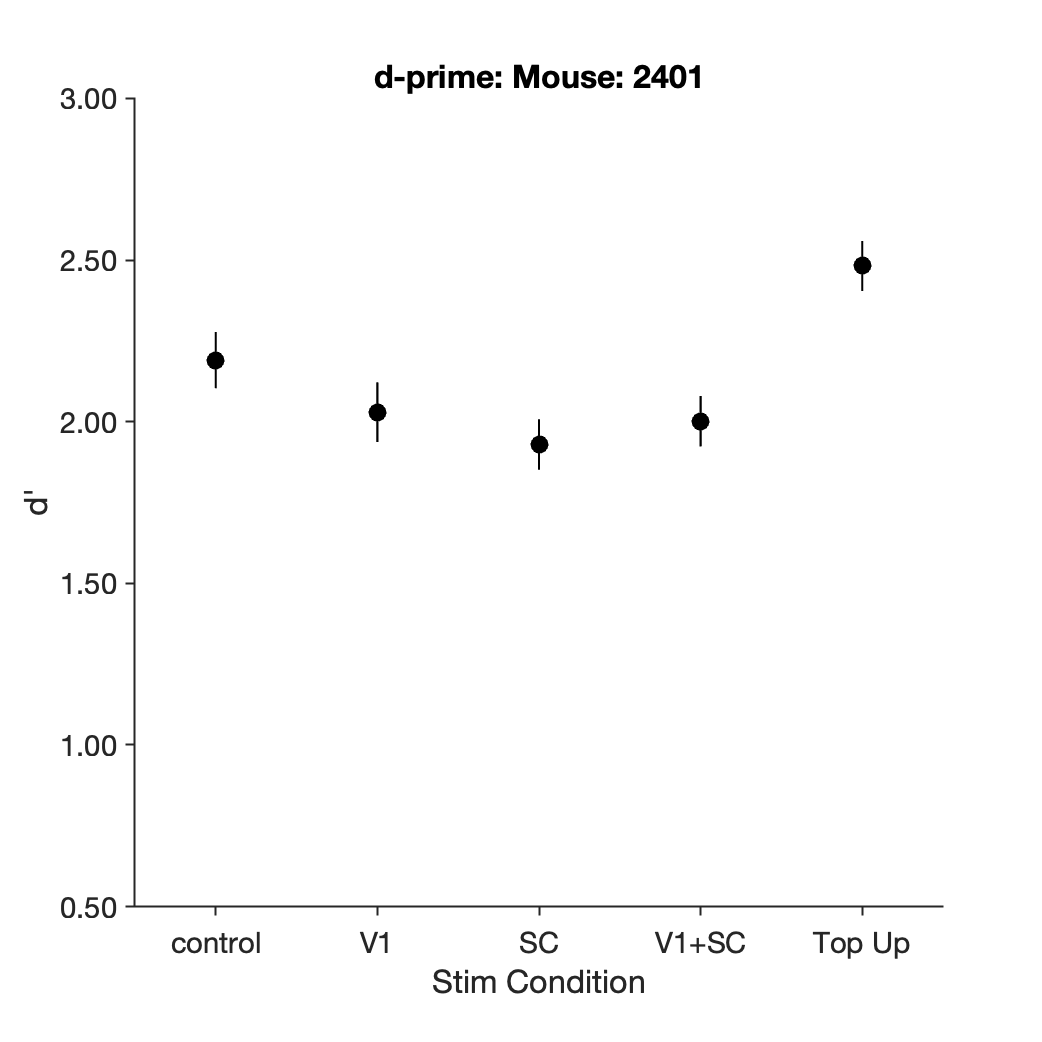 d-prime: Mouse: 2401
3.00
2.50
2.00
1.50
1.00
0.50
d'
control V1 SC V1+SC Top Up
Stim Condition